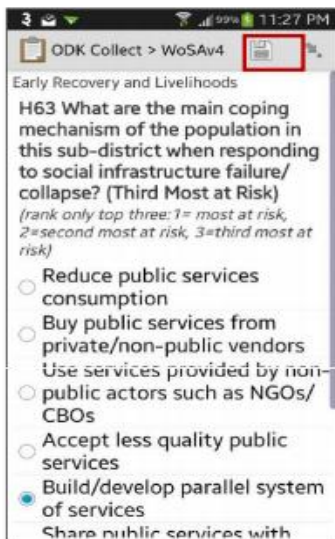 3 99% 11:27 PM
ODK Collect > WoSAv4
Early Recovery and Livelihoods
H63 What are the main coping
mechanism of the population in
this sub-district when responding
to social infrastructure failure/
collapse? (Third Most at Risk)
(rank only top three:1= most at risk,
2=second most at risk, 3=third most at
risk)
Reduce public services
consumption
Buy public services from
private/non-public vendors
Use services provided by non-
public actors such as NGOs/
CBOs
Accept less quality public
services
Build/develop parallel system
of services
Share public services with